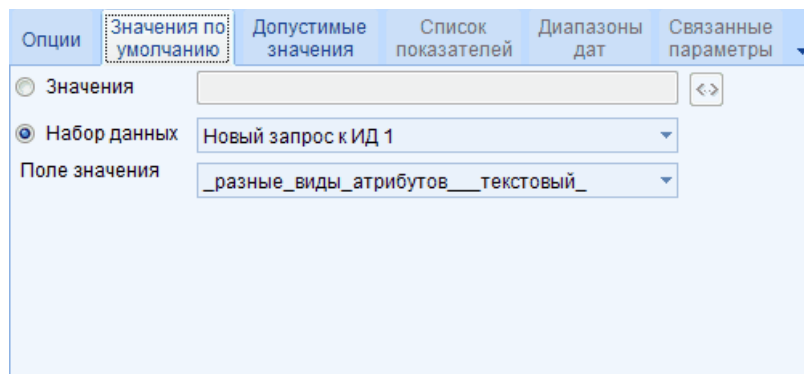 Опции
Значения по
умолчанию
Допустимые
значения
Список
показателей
Диапазоны
дат
Связанные
параметры
Значения
Набор данных
Новый запрос к ИД 1
Поле значения
_разные_виды_атрибутов___текстовый_